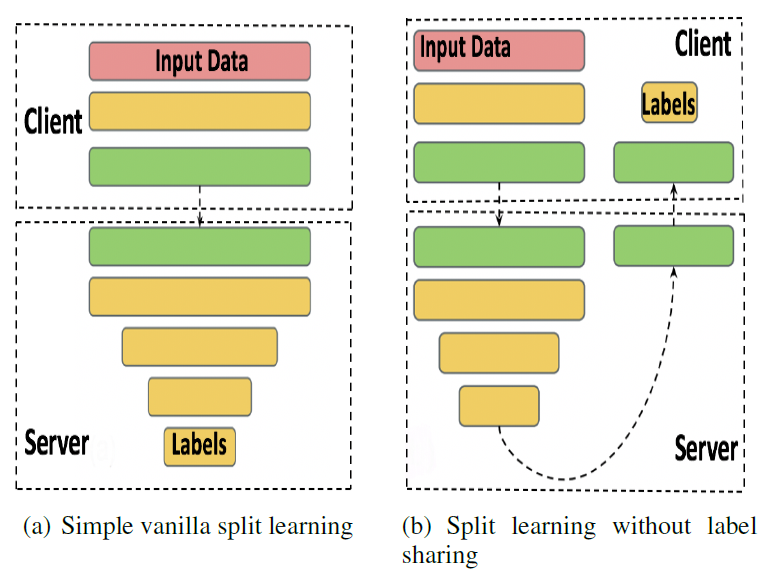 Input Data
Client
Server
Labels
(a) Simple vanilla split learning
Input Data
Client
Labels
Server
(b) Split learning without label
sharing